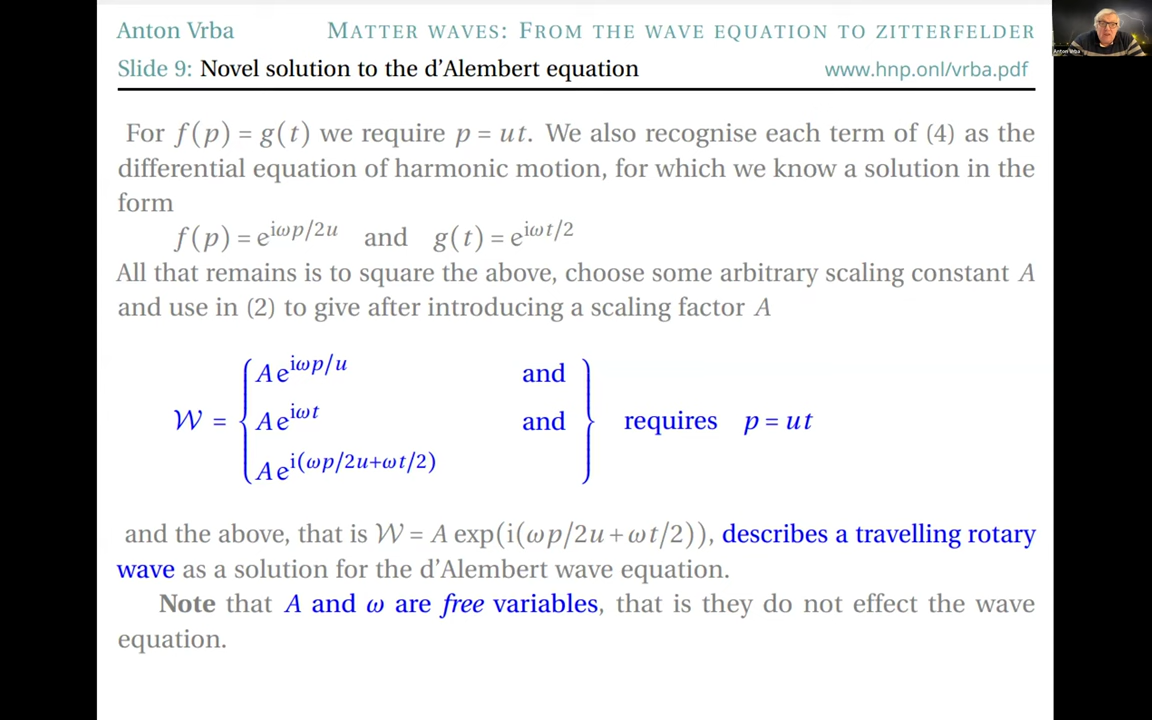 Anton Vrba MATTER WAVES: FROM THE WAVE EQUATION TO ZITTERFELDER
Slide 9: Novel solution to the d'Alembert equation www.hnp.onl/vrba.pdf
Anton Vrba
For f(p) = g(t) we require p = ut. We also recognise each term of (4) as the
differential equation of harmonic motion, for which we know a solution in the
form
f(p) = e^{iωp/2u} and g(t) = e^{iωt/2}
All that remains is to square the above, choose some arbitrary scaling constant A
and use in (2) to give after introducing a scaling factor A
A e^{iωp/u} and
𝒲 = { A e^{iωt} and } requires p = ut
A e^{i(ωp/2u+ωt/2)}
and the above, that is 𝒲 = A exp(i(ωp/2u + ωt/2)), describes a travelling rotary
wave as a solution for the d'Alembert wave equation.
Note that A and ω are free variables, that is they do not effect the wave
equation.